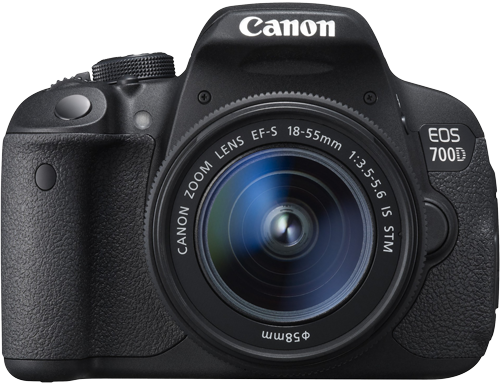 Canon
EOS
700D
CANON ZOOM LENS EF-S 18-55mm 1:3.5-5.6 IS STM
φ58mm